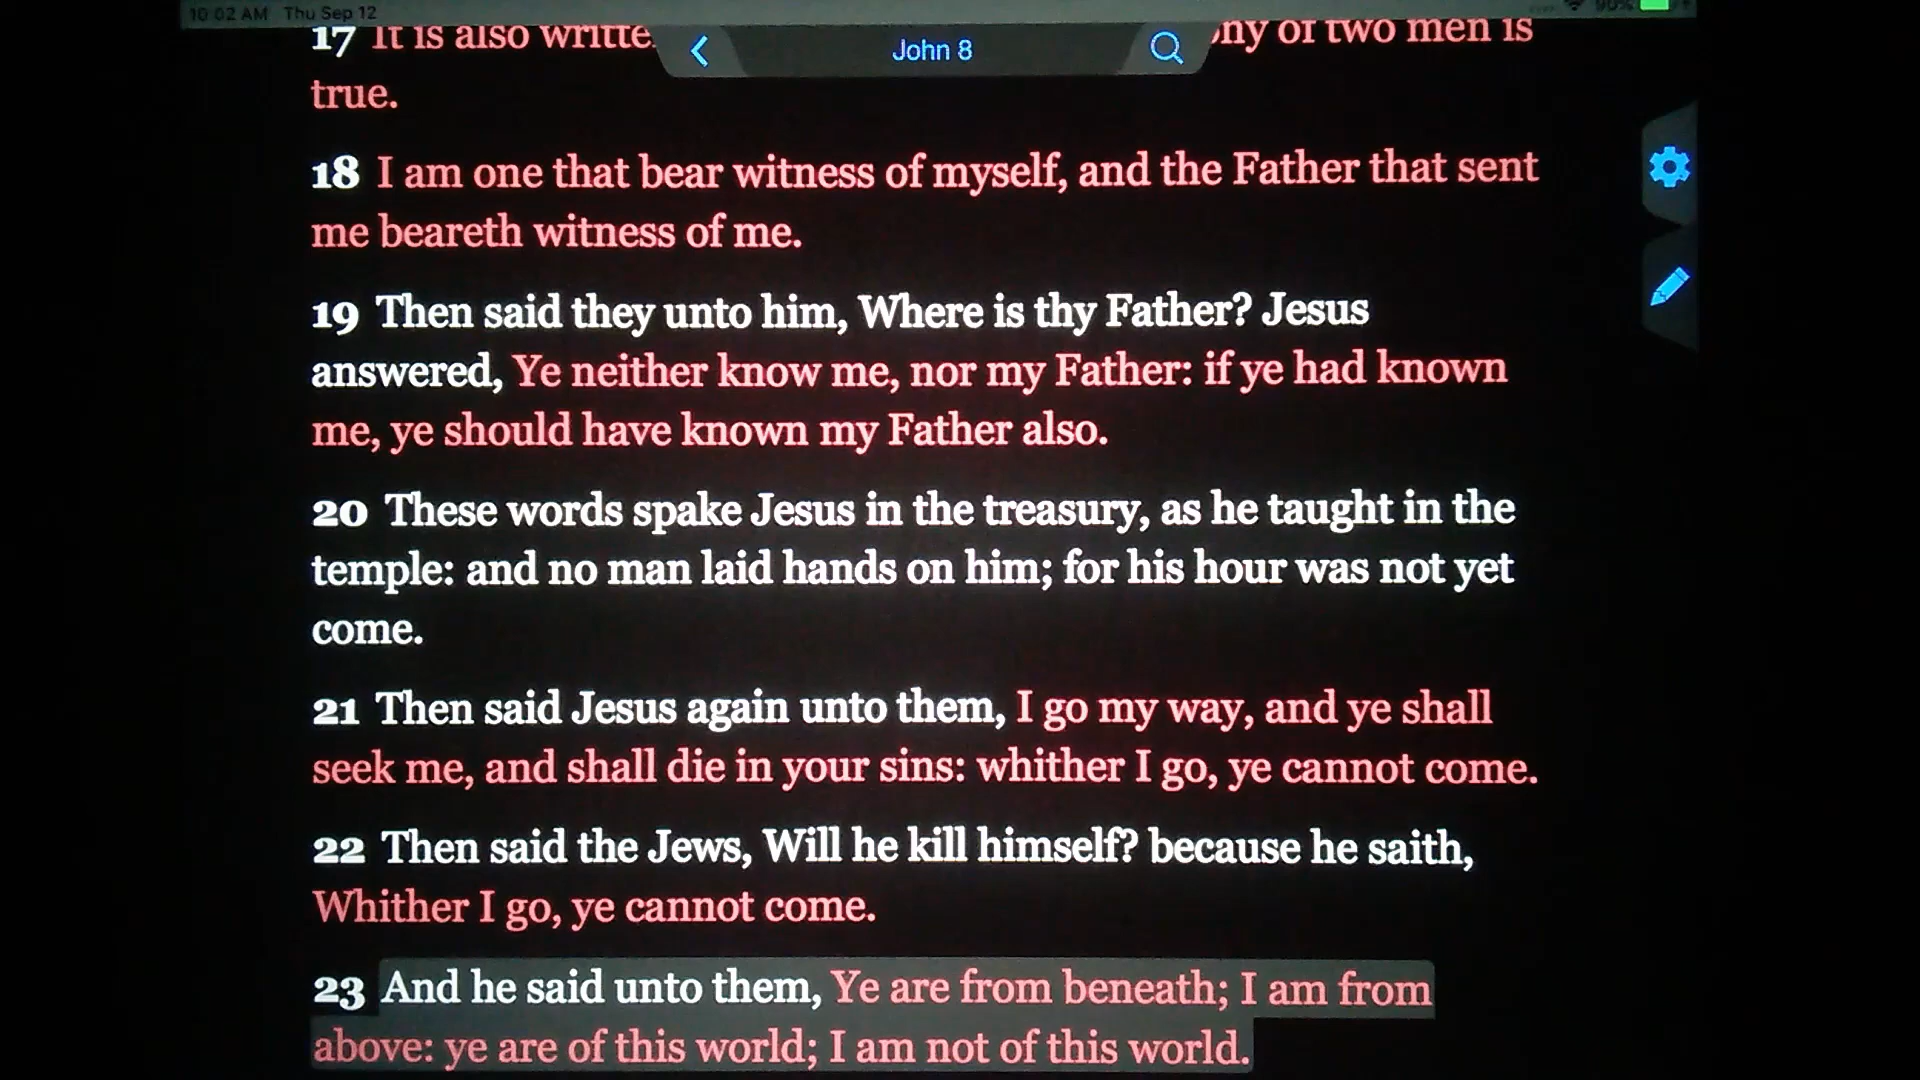 10:02 AM Thu Sep 12
90%
John 8
17 It is also writte
ny of two men is
true.
18 I am one that bear witness of myself, and the Father that sent
me beareth witness of me.
19 Then said they unto him, Where is thy Father? Jesus
answered, Ye neither know me, nor my Father: if ye had known
me, ye should have known my Father also.
20 These words spake Jesus in the treasury, as he taught in the
temple: and no man laid hands on him; for his hour was not yet
come.
21 Then said Jesus again unto them, I go my way, and ye shall
seek me, and shall die in your sins: whither I go, ye cannot come.
22 Then said the Jews, Will he kill himself? because he saith,
Whither I go, ye cannot come.
23 And he said unto them, Ye are from beneath; I am from
above: ye are of this world; I am not of this world.